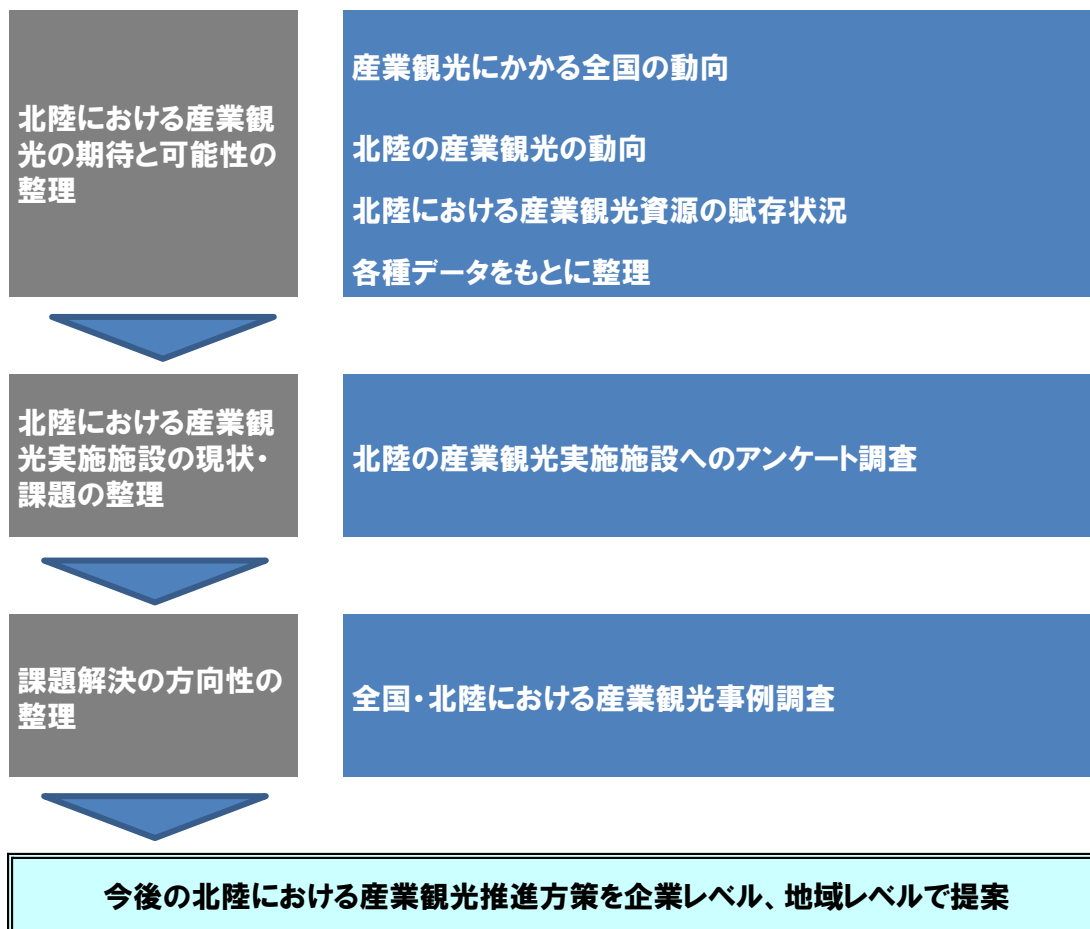 北陸における産業観
光の期待と可能性の
整理
産業観光にかかる全国の動向
北陸の産業観光の動向
北陸における産業観光資源の賦存状況
各種データをもとに整理
北陸における産業観
光実施施設の現状・
課題の整理
北陸の産業観光実施施設へのアンケート調査
課題解決の方向性の
整理
全国・北陸における産業観光事例調査
今後の北陸における産業観光推進方策を企業レベル、地域レベルで提案